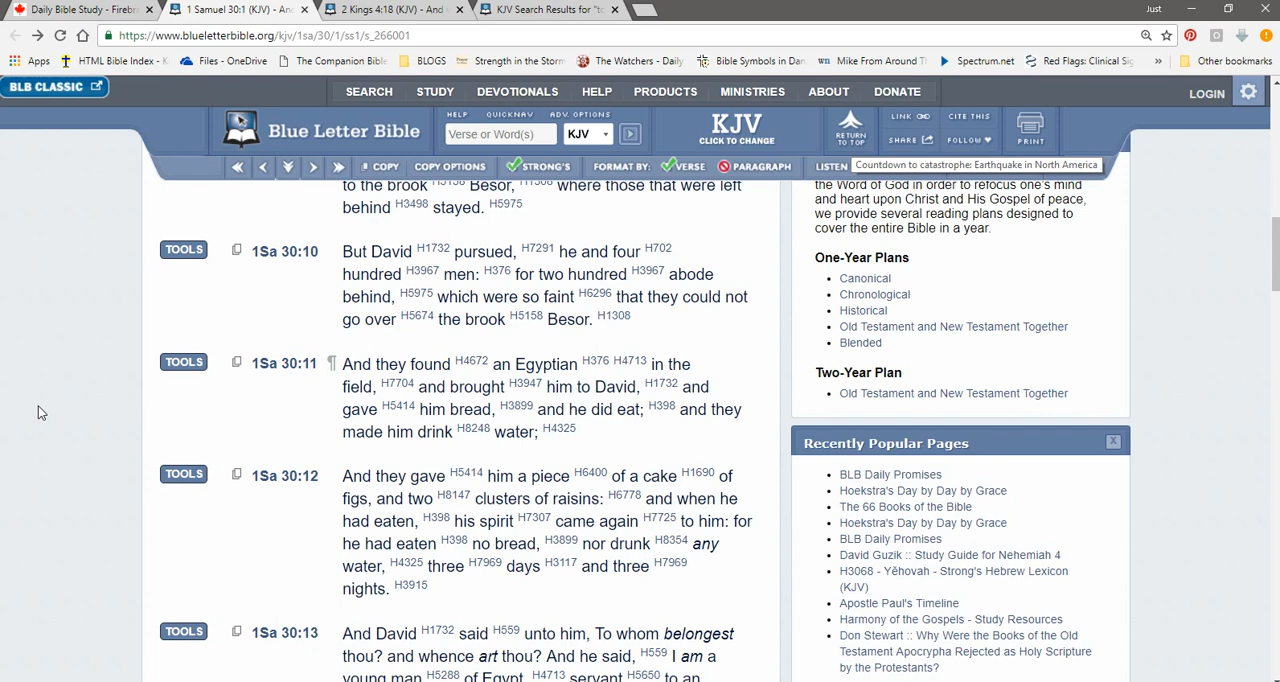 Daily Bible Study - Firebr
1 Samuel 30:1 (KJV) - An
2 Kings 4:18 (KJV) - And
KJV Search Results for "to
Just
https://www.blueletterbible.org/kjv/1sa/30/1/ss1/s_266001
Apps
HTML Bible Index - K
Files - OneDrive
The Companion Bible
BLOGS
Strength in the Storm
The Watchers - Daily
Bible Symbols in Dan
wn Mike From Around T
Spectrum.net
Red Flags: Clinical Sig
»
Other bookmarks
BLB CLASSIC
SEARCH STUDY DEVOTIONALS HELP PRODUCTS MINISTRIES ABOUT DONATE
LOGIN
Blue Letter Bible
HELP QUICKNAV ADV. OPTIONS
Verse or Word(s)
KJV
KJV
CLICK TO CHANGE
RETURN
TO TOP
LINK CITE THIS
SHARE FOLLOW
PRINT
COPY COPY OPTIONS STRONG'S FORMAT BY: VERSE PARAGRAPH LISTEN
Countdown to catastrophe: Earthquake in North America
to the brook H5158 Besor, H1308 where those that were left
behind H3498 stayed. H5975
TOOLS 1Sa 30:10 But David H1732 pursued, H7291 he and four H702
hundred H3967 men: H376 for two hundred H3967 abode
behind, H5975 which were so faint H6296 that they could not
go over H5674 the brook H5158 Besor. H1308
TOOLS 1Sa 30:11 ¶ And they found H4672 an Egyptian H376 H4713 in the
field, H7704 and brought H3947 him to David, H1732 and
gave H5414 him bread, H3899 and he did eat; H398 and they
made him drink H8248 water; H4325
TOOLS 1Sa 30:12 And they gave H5414 him a piece H6400 of a cake H1690 of
figs, and two H8147 clusters of raisins: H6778 and when he
had eaten, H398 his spirit H7307 came again H7725 to him: for
he had eaten H398 no bread, H3899 nor drunk H8354 any
water, H4325 three H7969 days H3117 and three H7969
nights. H3915
TOOLS 1Sa 30:13 And David H1732 said H559 unto him, To whom belongest
thou? and whence art thou? And he said, H559 I am a
young man H5288 of Egypt, H4713 servant H5650 to an
the Word of God in order to refocus one's mind
and heart upon Christ and His Gospel of peace,
we provide several reading plans designed to
cover the entire Bible in a year.
One-Year Plans
Canonical
Chronological
Historical
Old Testament and New Testament Together
Blended
Two-Year Plan
Old Testament and New Testament Together
Recently Popular Pages
X
BLB Daily Promises
Hoekstra's Day by Day by Grace
The 66 Books of the Bible
Hoekstra's Day by Day by Grace
BLB Daily Promises
David Guzik :: Study Guide for Nehemiah 4
H3068 - Yĕhovah - Strong's Hebrew Lexicon
(KJV)
Apostle Paul's Timeline
Harmony of the Gospels - Study Resources
Don Stewart :: Why Were the Books of the Old
Testament Apocrypha Rejected as Holy Scripture
by the Protestants?